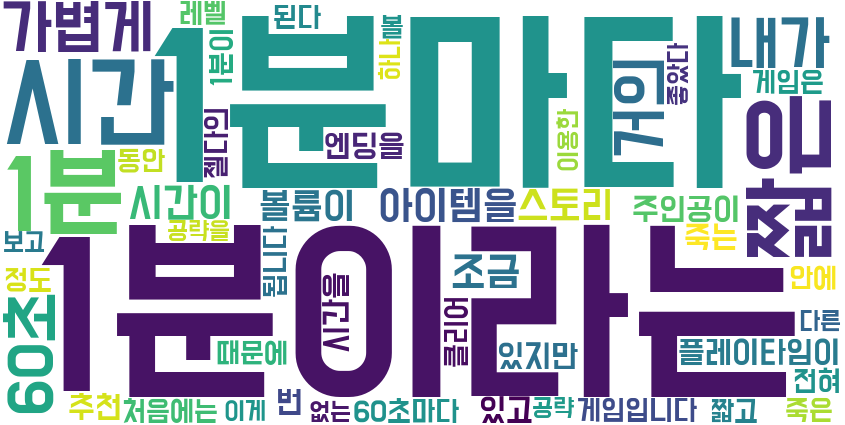 가볍게
레벨
된다
볼
1분마다
내가
시간
1분이
하나
좋았다
게임은
거의
짧은
1분
동안
젤다의
엔딩을
이용한
시간이
볼륨이
아이템을
스토리
주인공이
공략을
죽는
보고
1분이라는
됩니다
조금
정도
시간을
안에
60초
클리어
다른
때문에
있지만
플레이타임이
전혀
추천
처음에는
이게
번
없는
60초마다
있고
공략
게임입니다
짧고
죽은